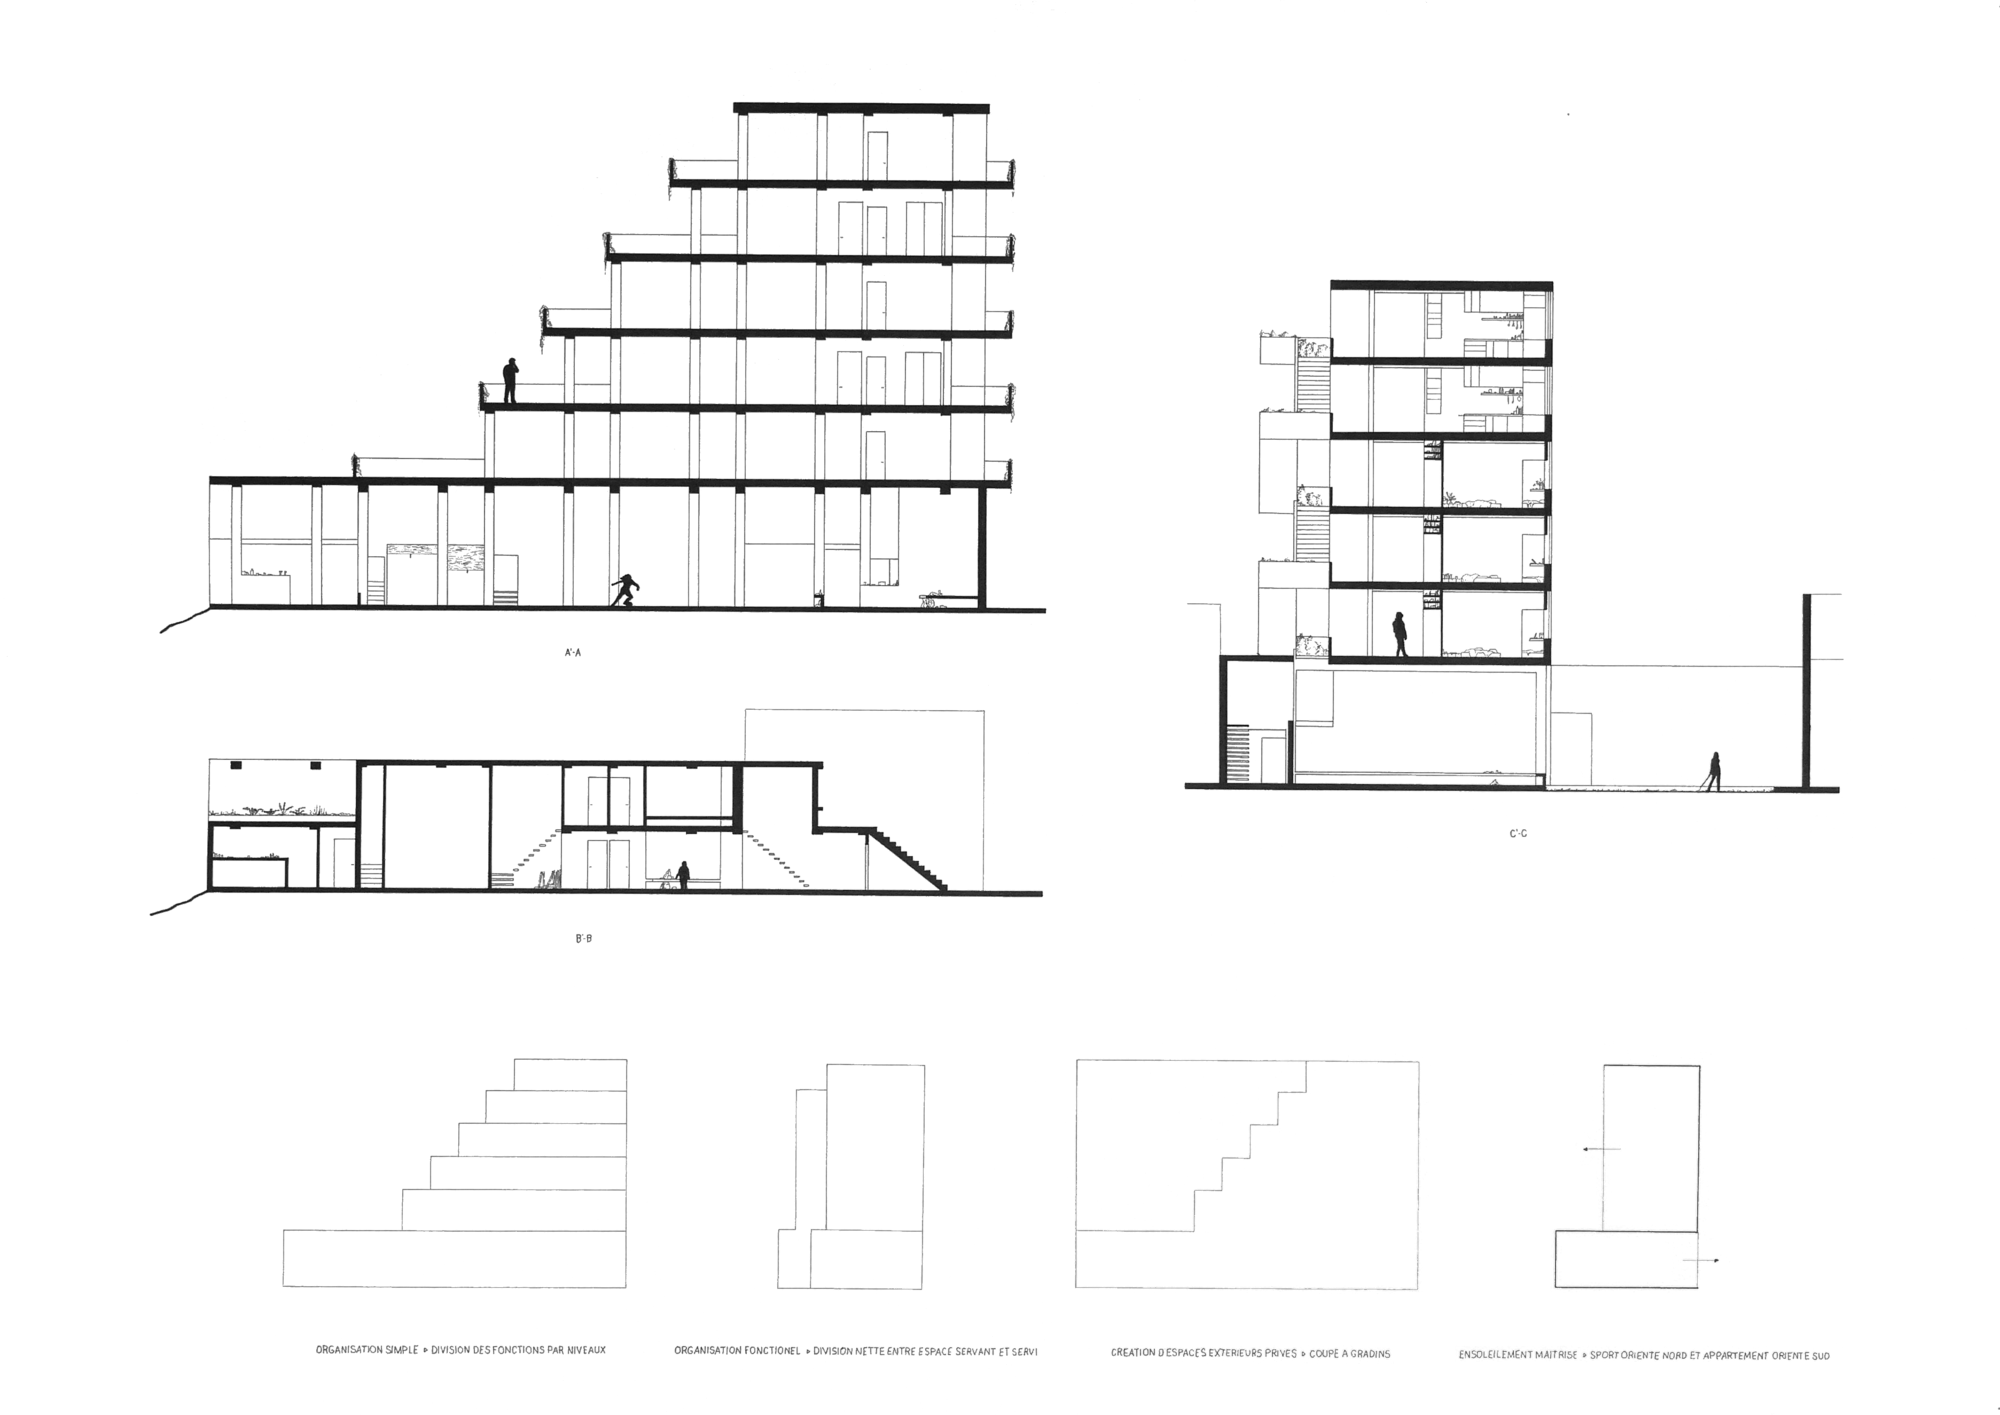 A'-A
C'-C
B'-B
ORGANISATION SIMPLE ▹ DIVISION DES FONCTIONS PAR NIVEAUX
ORGANISATION FONCTIONEL ▹ DIVISION NETTE ENTRE ESPACE SERVANT ET SERVI
CREATION D'ESPACES EXTERIEURS PRIVES ▹ COUPE A GRADINS
ENSOLEILEMENT MAITRISE ▹ SPORT ORIENTE NORD ET APPARTEMENT ORIENTE SUD